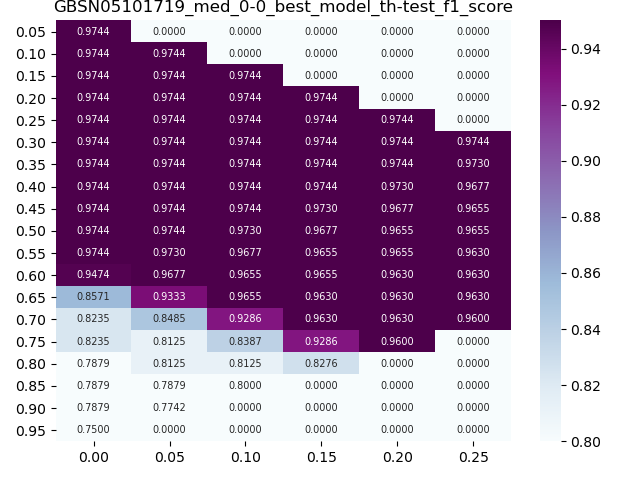 GBSN05101719_med_0-0_best_model_th-test_f1_score
0.05 0.9744 0.0000 0.0000 0.0000 0.0000 0.0000
0.10 0.9744 0.9744 0.0000 0.0000 0.0000 0.0000
0.15 0.9744 0.9744 0.9744 0.0000 0.0000 0.0000
0.20 0.9744 0.9744 0.9744 0.9744 0.0000 0.0000
0.25 0.9744 0.9744 0.9744 0.9744 0.9744 0.0000
0.30 0.9744 0.9744 0.9744 0.9744 0.9744 0.9744
0.35 0.9744 0.9744 0.9744 0.9744 0.9744 0.9730
0.40 0.9744 0.9744 0.9744 0.9744 0.9730 0.9677
0.45 0.9744 0.9744 0.9744 0.9730 0.9677 0.9655
0.50 0.9744 0.9744 0.9730 0.9677 0.9655 0.9655
0.55 0.9744 0.9730 0.9677 0.9655 0.9655 0.9630
0.60 0.9474 0.9677 0.9655 0.9655 0.9630 0.9630
0.65 0.8571 0.9333 0.9655 0.9630 0.9630 0.9630
0.70 0.8235 0.8485 0.9286 0.9630 0.9630 0.9600
0.75 0.8235 0.8125 0.8387 0.9286 0.9600 0.0000
0.80 0.7879 0.8125 0.8125 0.8276 0.0000 0.0000
0.85 0.7879 0.7879 0.8000 0.0000 0.0000 0.0000
0.90 0.7879 0.7742 0.0000 0.0000 0.0000 0.0000
0.95 0.7500 0.0000 0.0000 0.0000 0.0000 0.0000
0.00 0.05 0.10 0.15 0.20 0.25
0.94
0.92
0.90
0.88
0.86
0.84
0.82
0.80